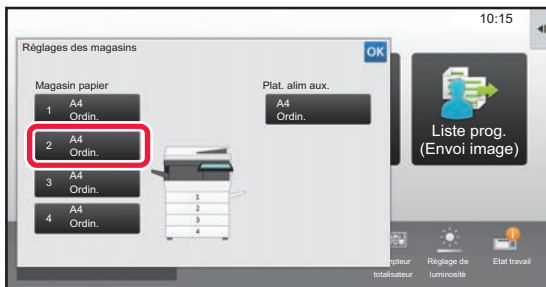 10:15
Réglages des magasins
OK
Magasin papier
Plat. alim aux.
1 A4
Ordin.
A4
Ordin.
2 A4
Ordin.
3 A4
Ordin.
4 A4
Ordin.
1
2
3
4
Liste prog.
(Envoi image)
totalisateur
Réglage de
luminosité
Etat travail